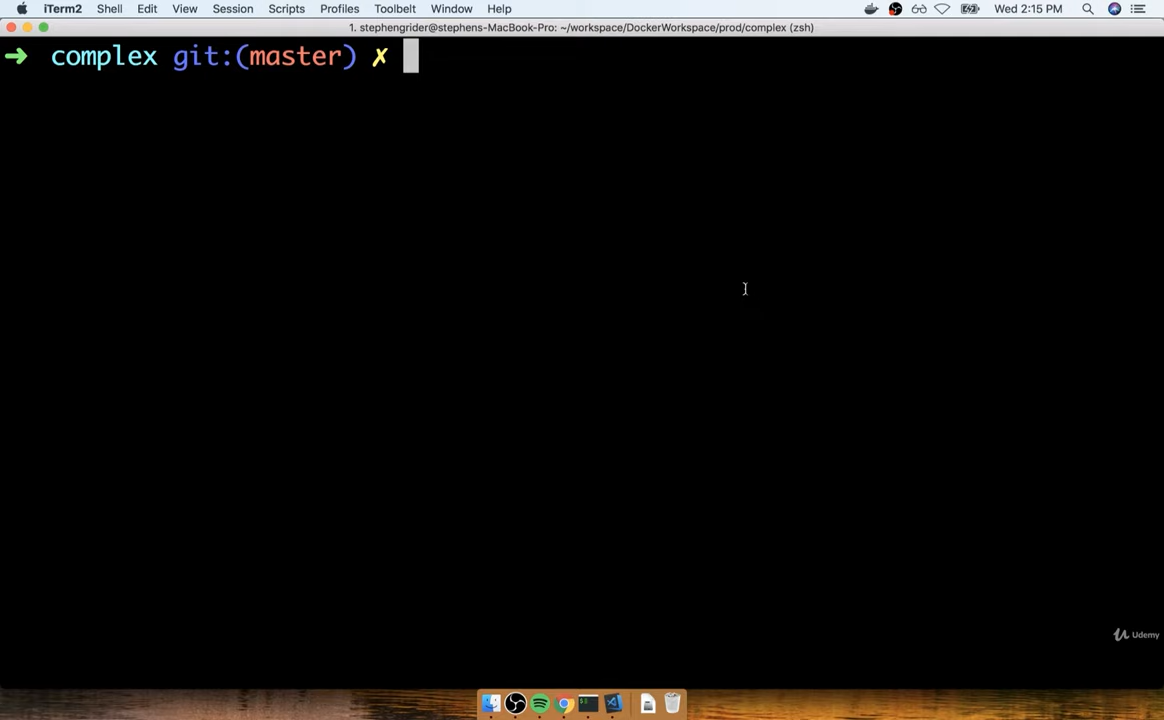 iTerm2 Shell Edit View Session Scripts Profiles Toolbelt Window Help Wed 2:15 PM
1. stephengrider@stephens-MacBook-Pro: ~/workspace/DockerWorkspace/prod/complex (zsh)
➜ complex git:(master) ✗
Udemy